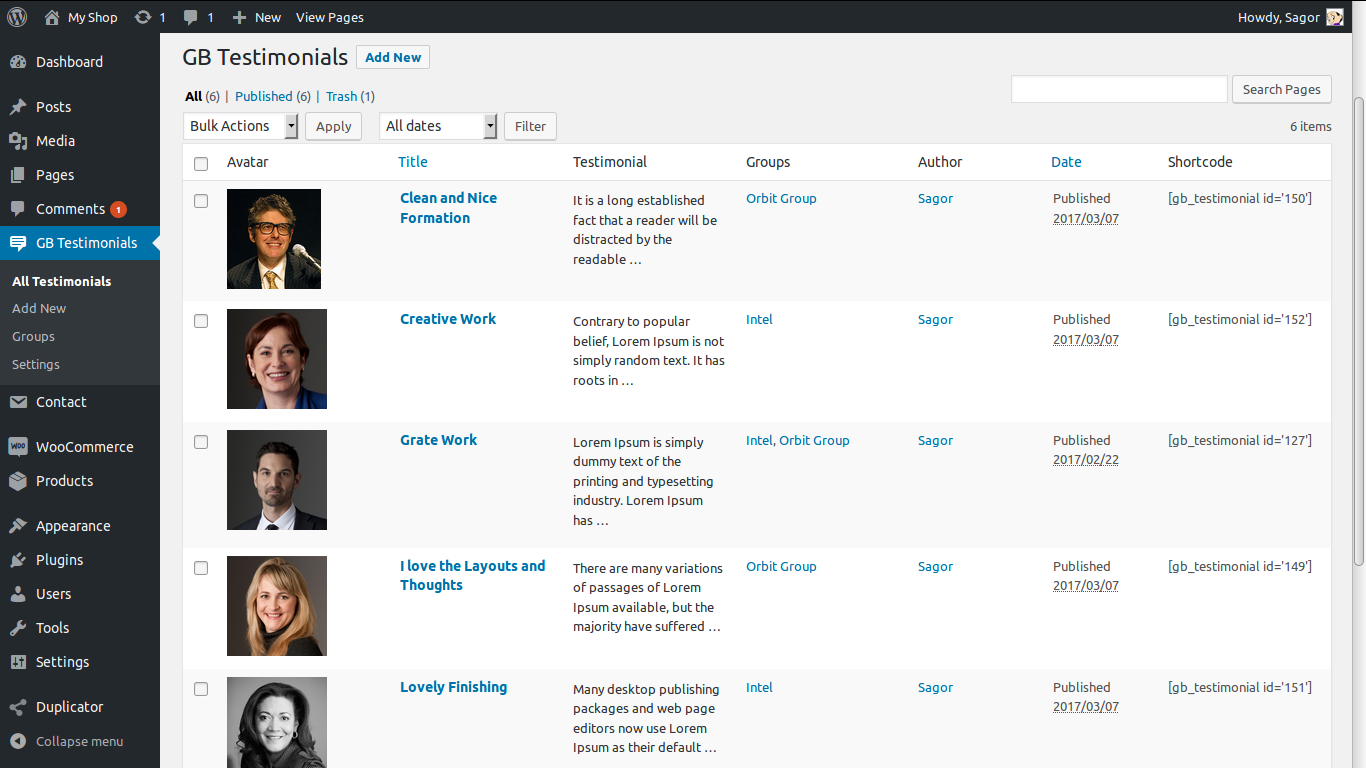 My Shop 1 1 New View Pages Howdy, Sagor
Dashboard
Posts
Media
Pages
Comments 1
GB Testimonials
All Testimonials
Add New
Groups
Settings
Contact
WOO WooCommerce
Products
Appearance
Plugins
Users
Tools
Settings
Duplicator
Collapse menu
GB Testimonials Add New
All (6) | Published (6) | Trash (1)
Search Pages
Bulk Actions Apply All dates Filter 6 items
Avatar Title Testimonial Groups Author Date Shortcode
Clean and Nice
Formation
It is a long established
fact that a reader will be
distracted by the
readable …
Orbit Group
Sagor
Published
2017/03/07
[gb_testimonial id='150']
Creative Work
Contrary to popular
belief, Lorem Ipsum is not
simply random text. It has
roots in …
Intel
Sagor
Published
2017/03/07
[gb_testimonial id='152']
Grate Work
Lorem Ipsum is simply
dummy text of the
printing and typesetting
industry. Lorem Ipsum
has …
Intel, Orbit Group
Sagor
Published
2017/02/22
[gb_testimonial id='127']
I love the Layouts and
Thoughts
There are many variations
of passages of Lorem
Ipsum available, but the
majority have suffered …
Orbit Group
Sagor
Published
2017/03/07
[gb_testimonial id='149']
Lovely Finishing
Many desktop publishing
packages and web page
editors now use Lorem
Ipsum as their default …
Intel
Sagor
Published
2017/03/07
[gb_testimonial id='151']